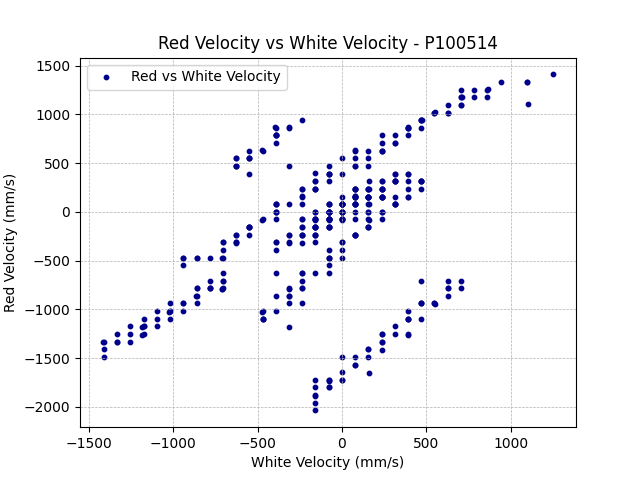 Red Velocity vs White Velocity - P100514
Red vs White Velocity
Red Velocity (mm/s)
1500
1000
500
0
−500
−1000
−1500
−2000
−1500 −1000 −500 0 500 1000
White Velocity (mm/s)